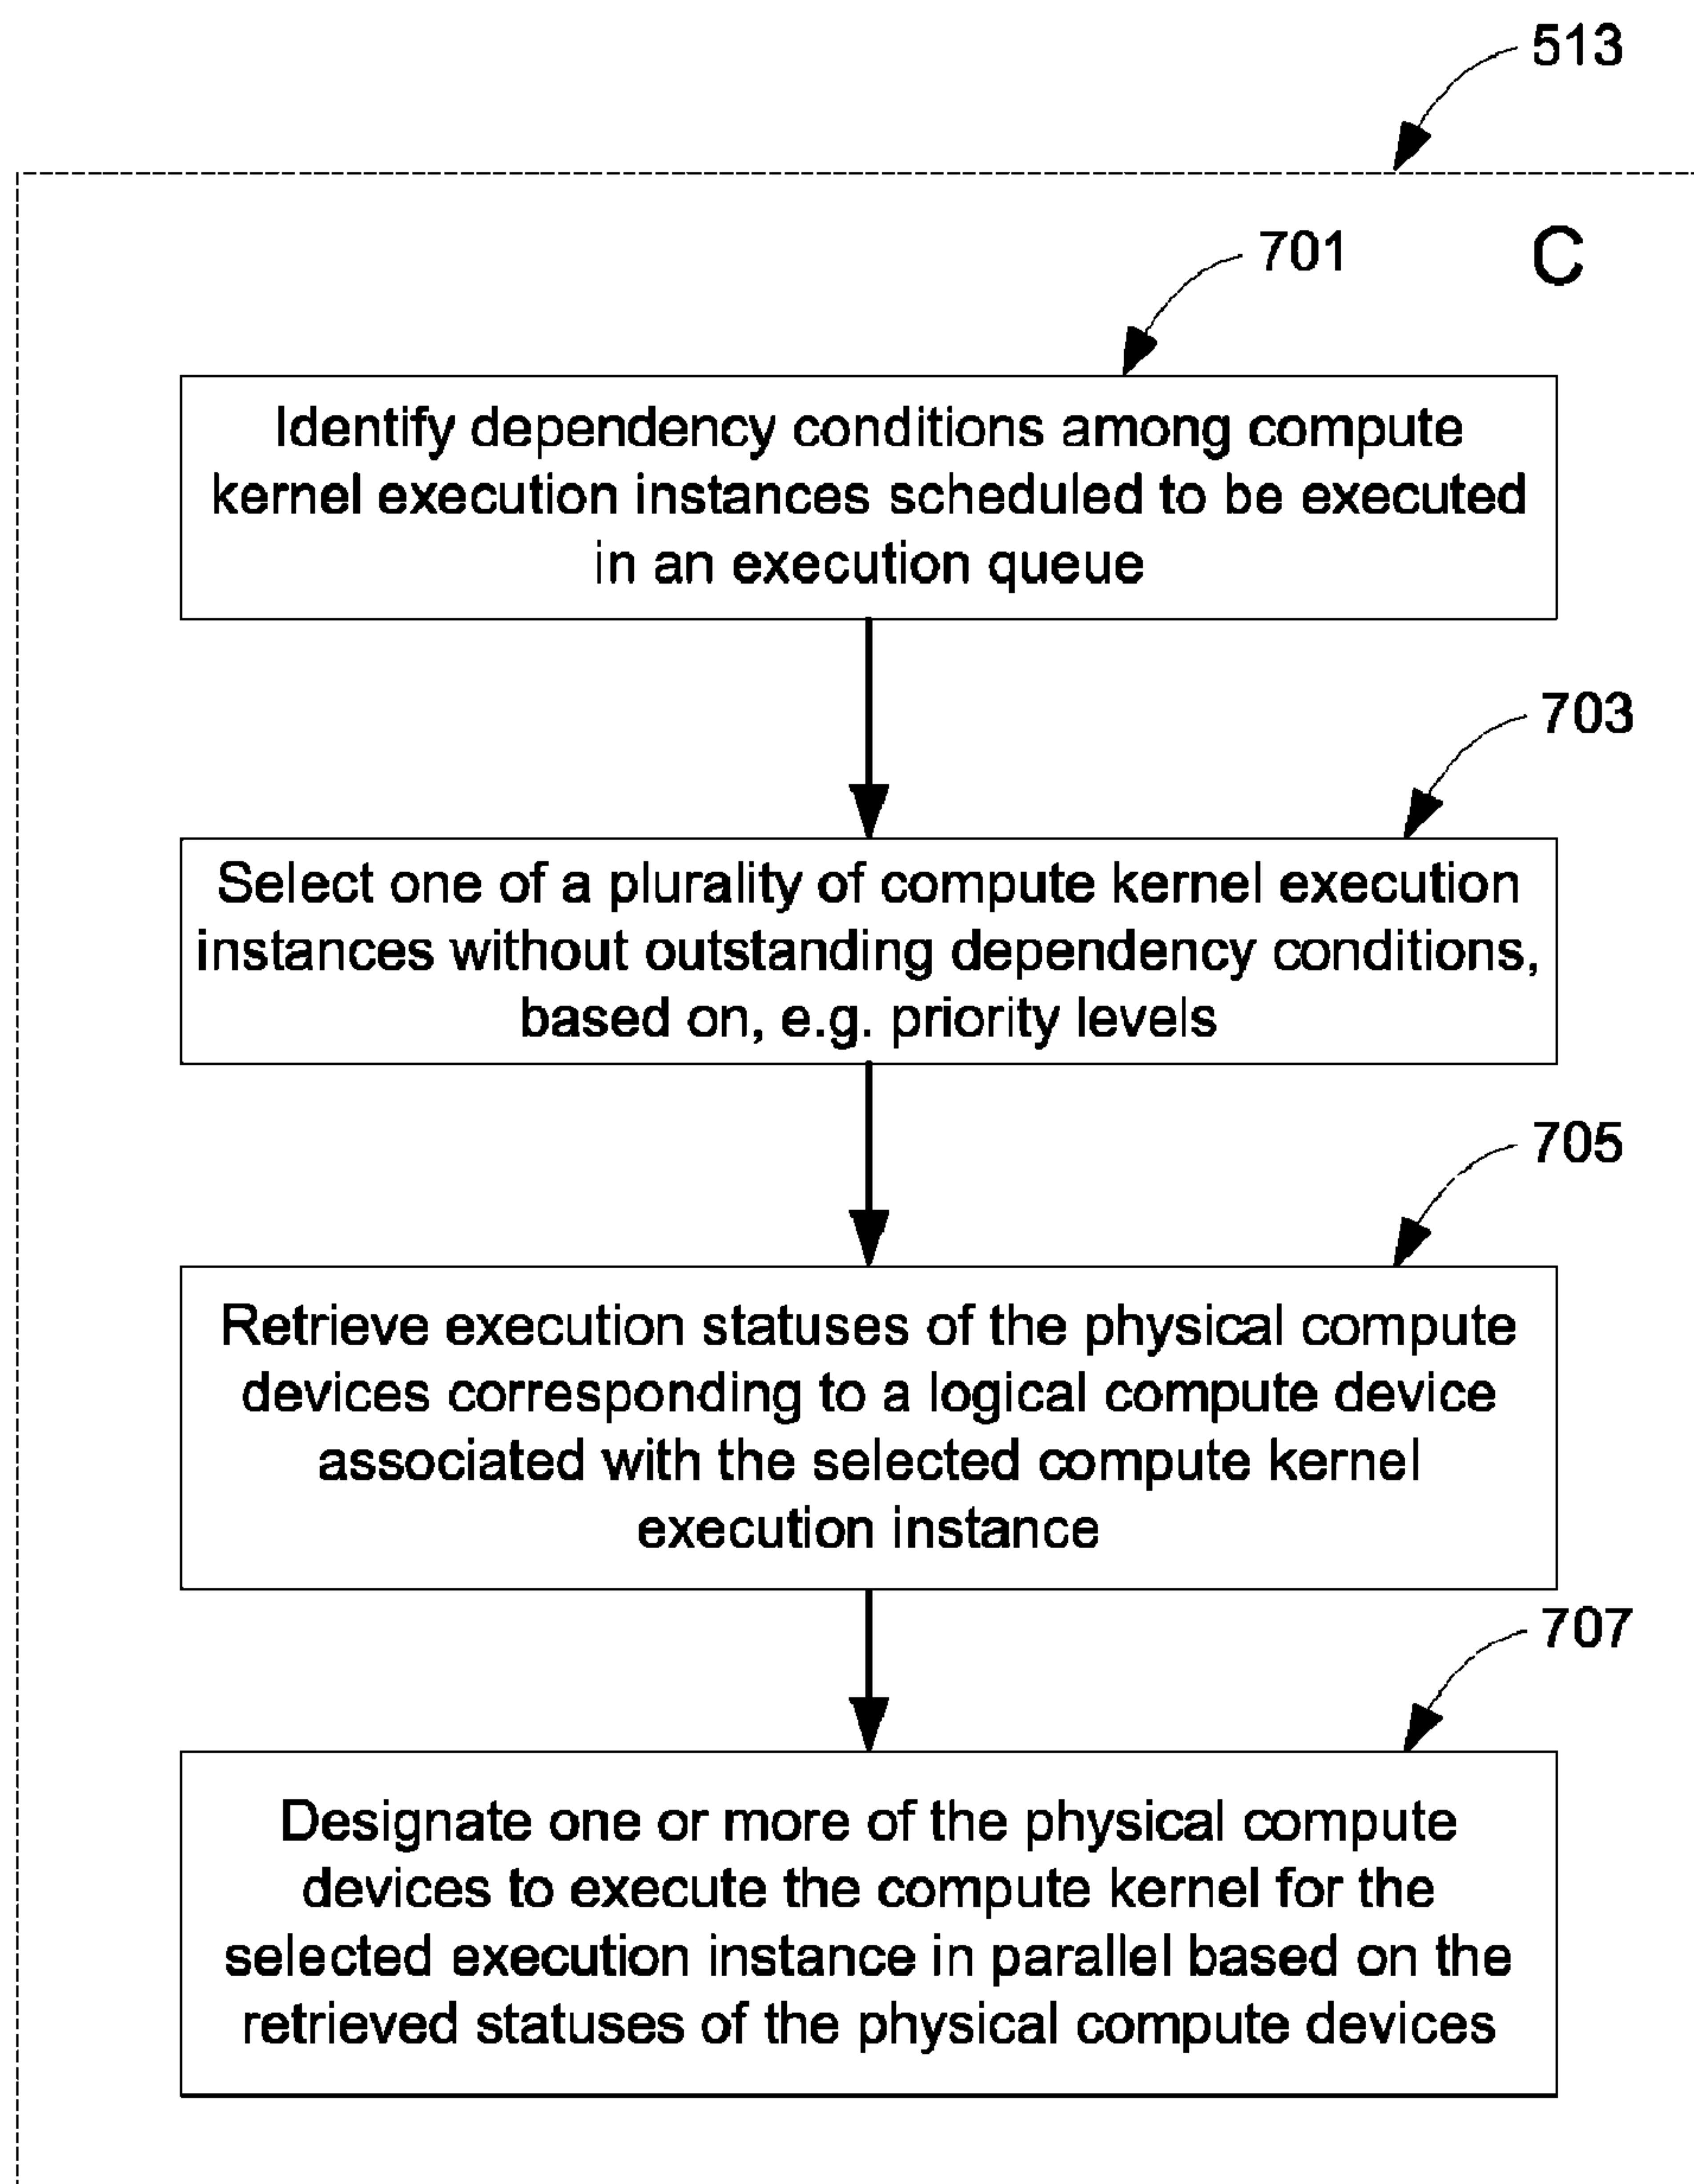 513
701
C
Identify dependency conditions among compute
kernel execution instances scheduled to be executed
in an execution queue
703
Select one of a plurality of compute kernel execution
instances without outstanding dependency conditions,
based on, e.g. priority levels
705
Retrieve execution statuses of the physical compute
devices corresponding to a logical compute device
associated with the selected compute kernel
execution instance
707
Designate one or more of the physical compute
devices to execute the compute kernel for the
selected execution instance in parallel based on the
retrieved statuses of the physical compute devices